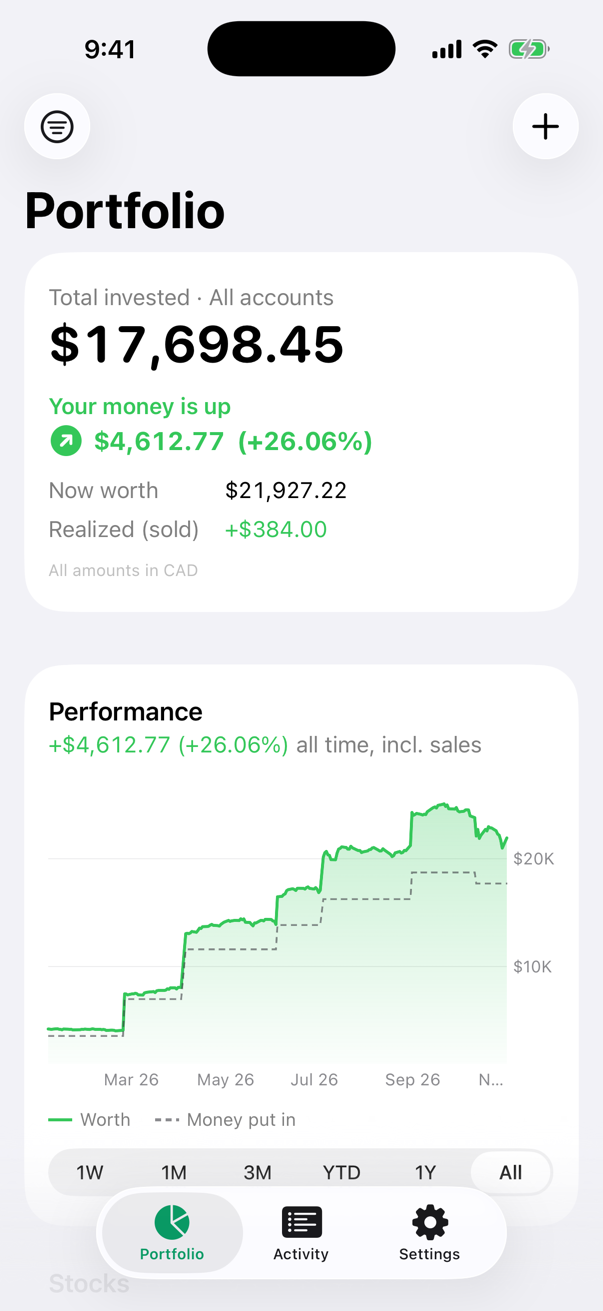 9:41
Portfolio
Total invested · All accounts
$17,698.45
Your money is up
$4,612.77 (+26.06%)
Now worth $21,927.22
Realized (sold) +$384.00
All amounts in CAD
Performance
+$4,612.77 (+26.06%) all time, incl. sales
$20K
$10K
Mar 26 May 26 Jul 26 Sep 26 N...
Worth Money put in
1W 1M 3M YTD 1Y All
Portfolio Activity Settings
Stocks